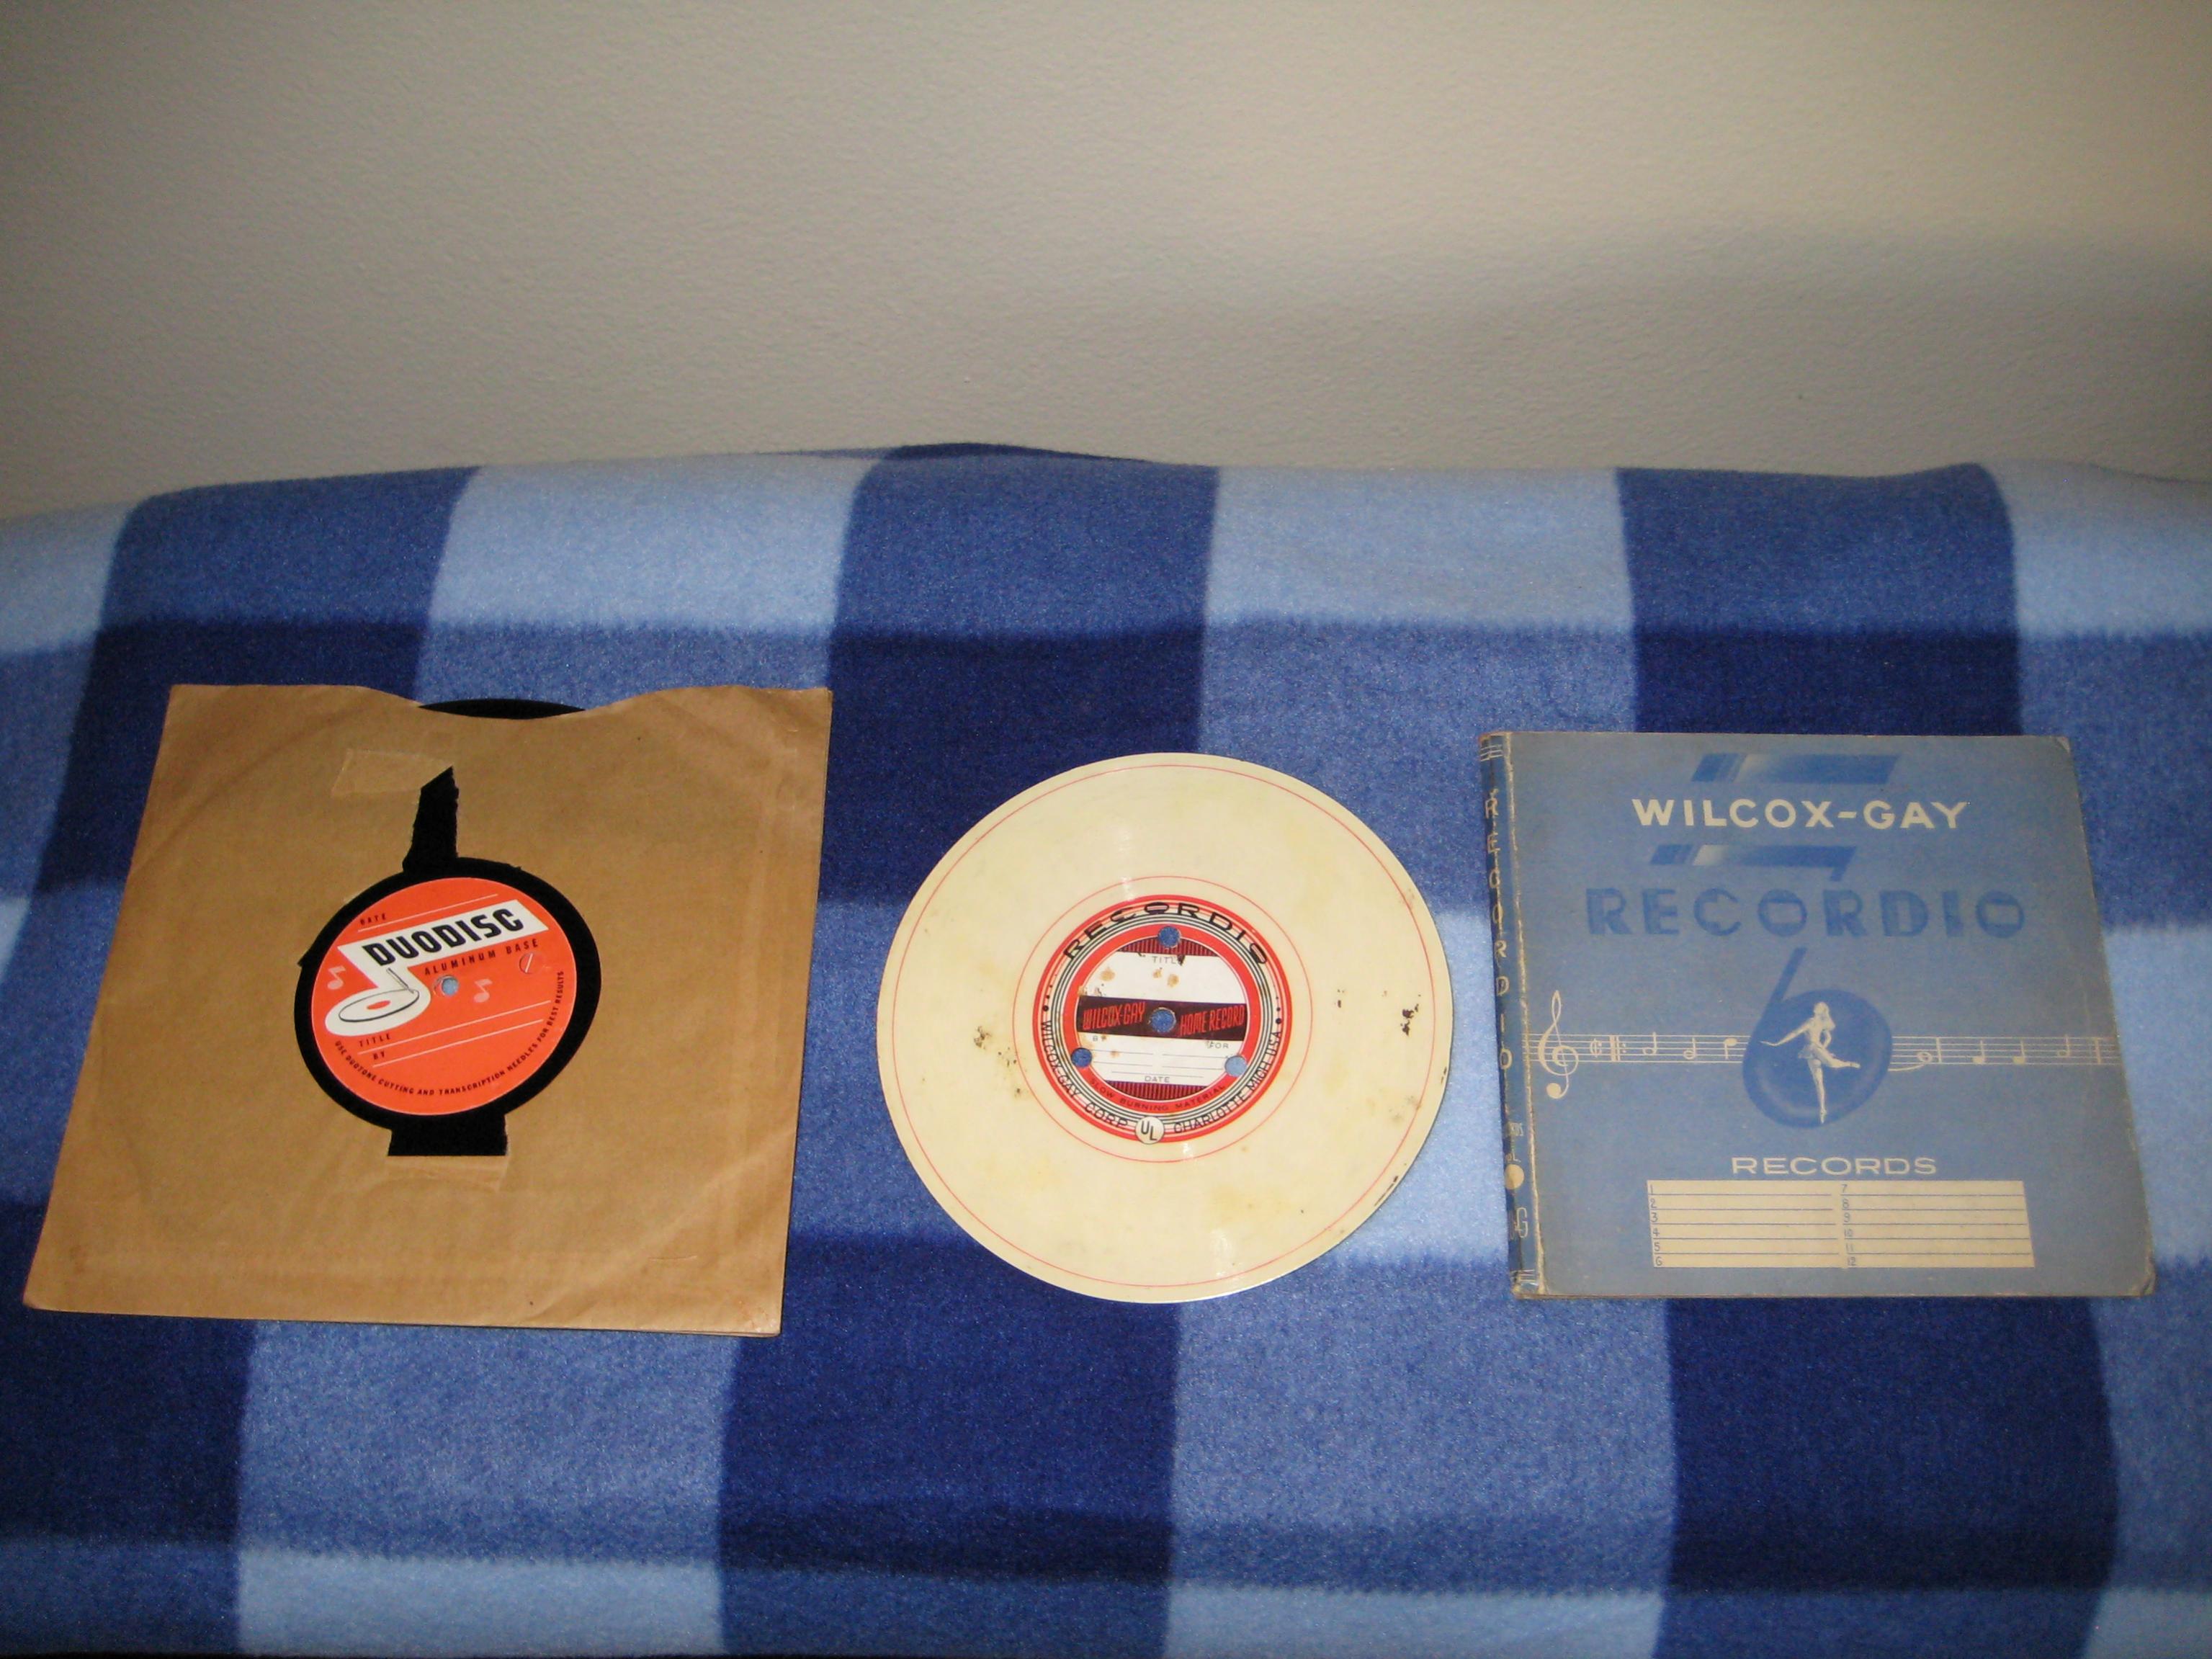 DATE
DUODISC
ALUMINUM BASE
TITLE
BY
USE DUOTONE CUTTING AND TRANSCRIPTION NEEDLES FOR BEST RESULTS
RECORDIO
TITLE
WILCOX-GAY HOME RECORD
BY FOR
DATE
SLOW BURNING MATERIAL
WILCOX-GAY CORP. UL CHARLOTTE MICH. USA
RECORDIO
WILCOX-GAY
RECORDIO
6
RECORDS
1 7
2 8
3 9
4 10
5 11
6 12